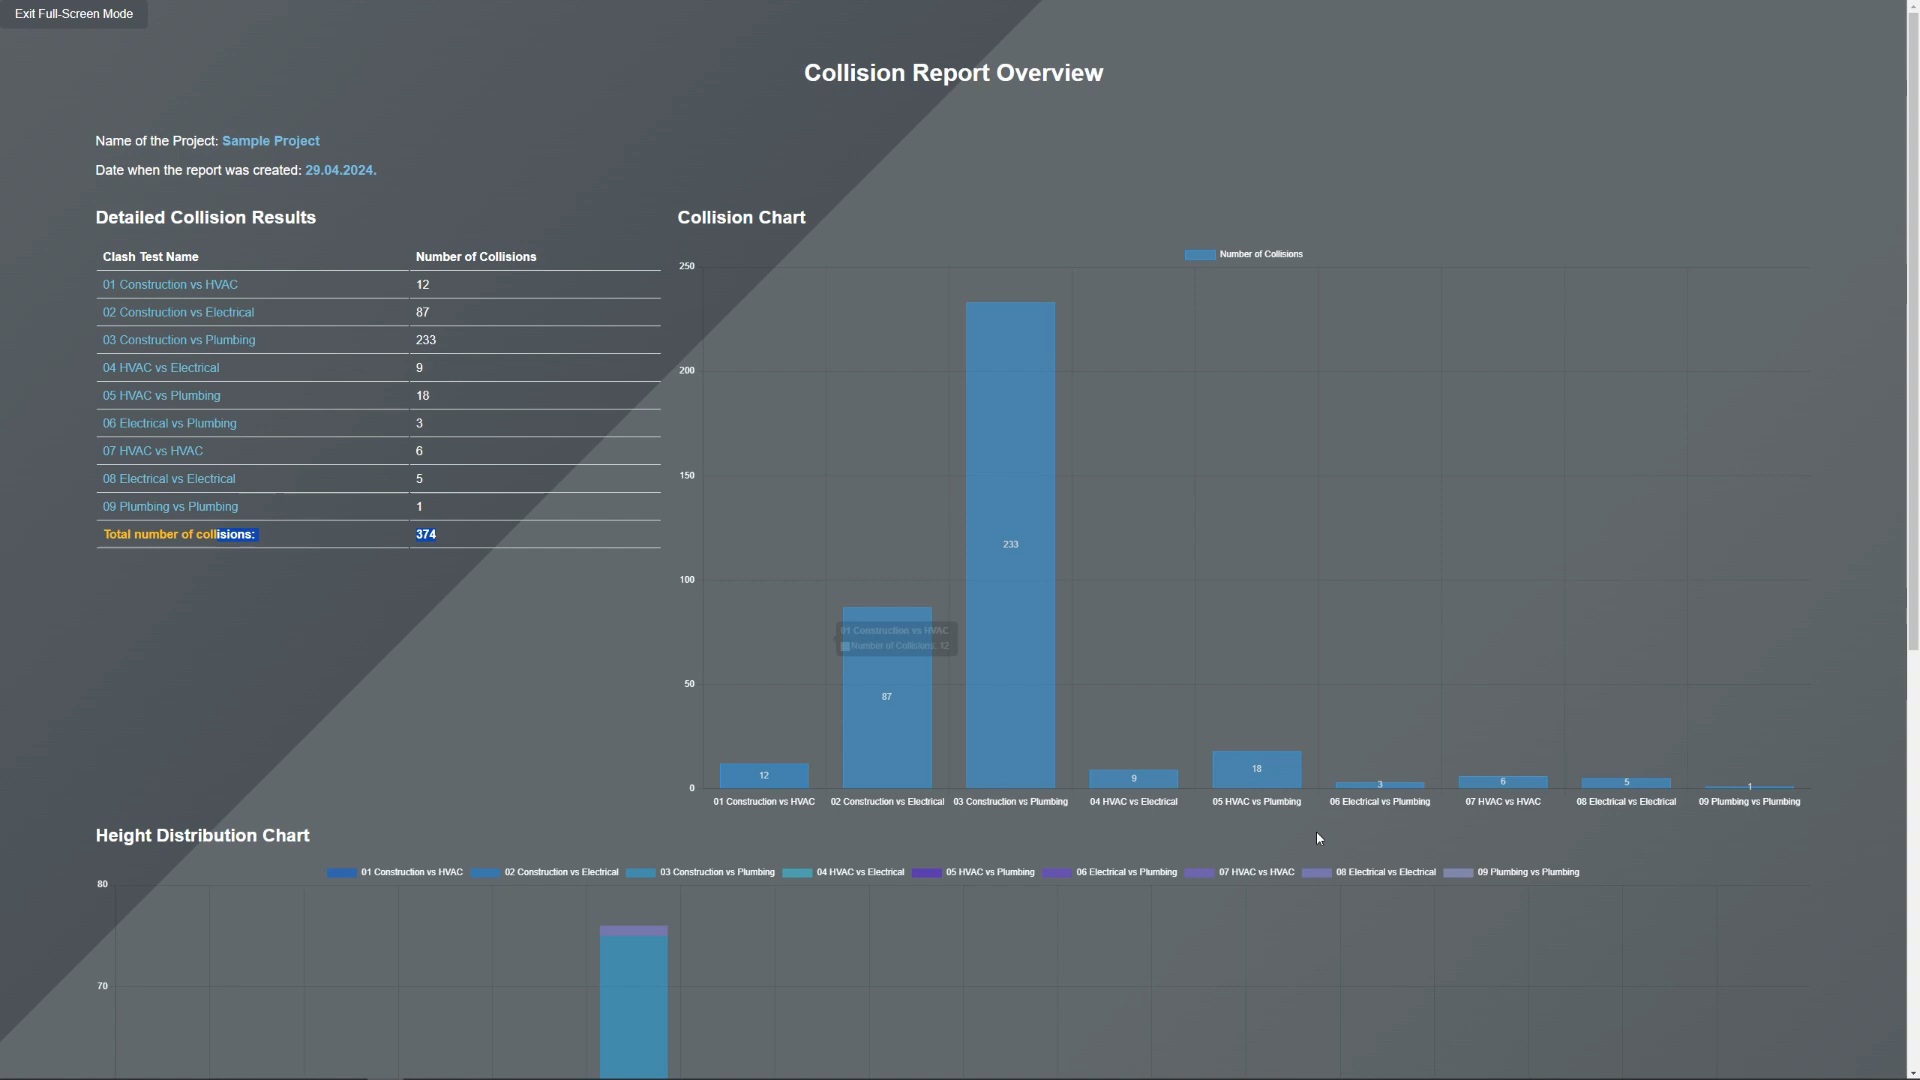 Exit Full-Screen Mode
Collision Report Overview
Name of the Project: Sample Project
Date when the report was created: 29.04.2024.
Detailed Collision Results
Clash Test Name Number of Collisions
01 Construction vs HVAC 12
02 Construction vs Electrical 87
03 Construction vs Plumbing 233
04 HVAC vs Electrical 9
05 HVAC vs Plumbing 18
06 Electrical vs Plumbing 3
07 HVAC vs HVAC 6
08 Electrical vs Electrical 5
09 Plumbing vs Plumbing 1
Total number of collisions: 374
Collision Chart
Number of Collisions
250
200
150
100
50
0
233
01 Construction vs HVAC
Number of Collisions: 12
87
12
9
18
3
6
5
1
01 Construction vs HVAC 02 Construction vs Electrical 03 Construction vs Plumbing 04 HVAC vs Electrical 05 HVAC vs Plumbing 06 Electrical vs Plumbing 07 HVAC vs HVAC 08 Electrical vs Electrical 09 Plumbing vs Plumbing
Height Distribution Chart
01 Construction vs HVAC 02 Construction vs Electrical 03 Construction vs Plumbing 04 HVAC vs Electrical 05 HVAC vs Plumbing 06 Electrical vs Plumbing 07 HVAC vs HVAC 08 Electrical vs Electrical 09 Plumbing vs Plumbing
80
70